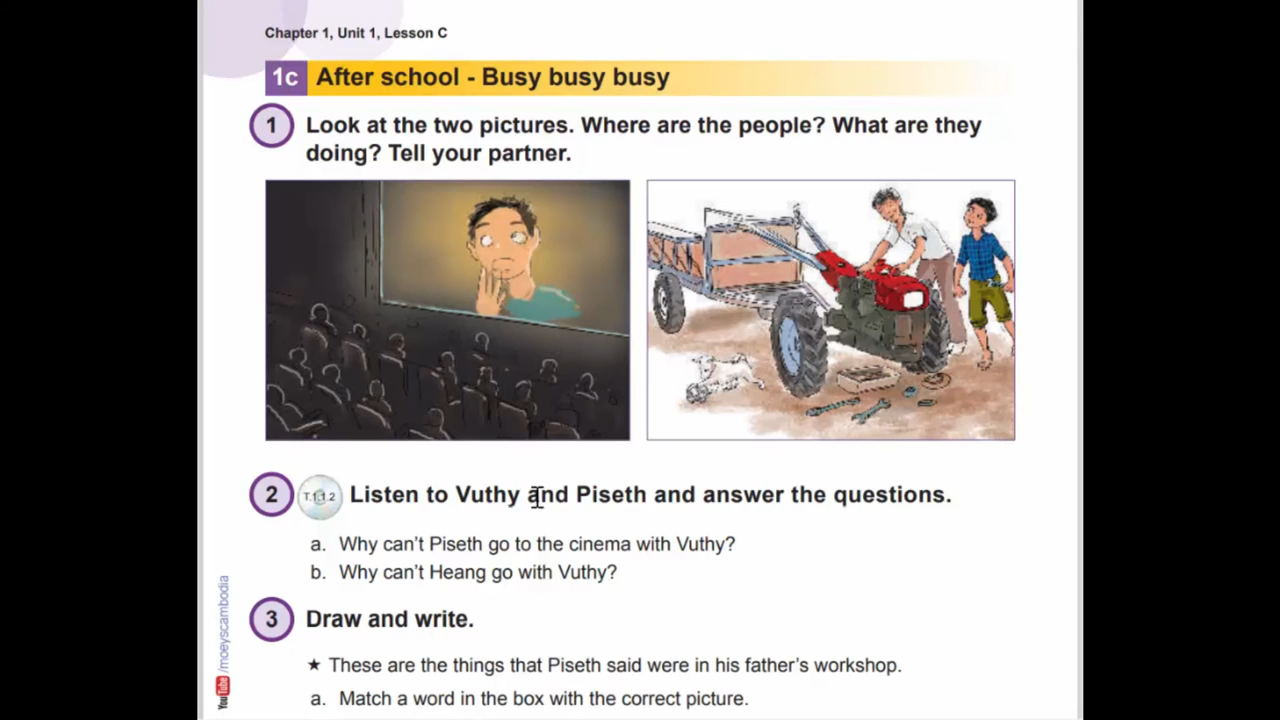 Chapter 1, Unit 1, Lesson C
1c After school - Busy busy busy
1 Look at the two pictures. Where are the people? What are they
doing? Tell your partner.
2 T.1.1.2 Listen to Vuthy and Piseth and answer the questions.
a. Why can't Piseth go to the cinema with Vuthy?
b. Why can't Heang go with Vuthy?
3 Draw and write.
★ These are the things that Piseth said were in his father's workshop.
a. Match a word in the box with the correct picture.
YouTube/moeyscambodia